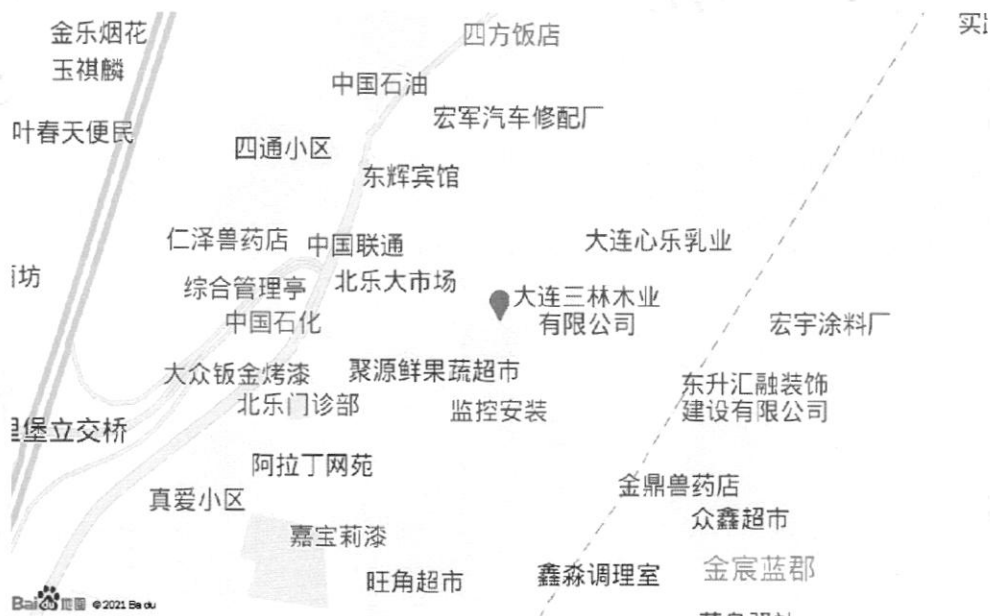 金乐烟花
四方饭店
玉祺麟
中国石油
宏军汽车修配厂
叶春天便民
四通小区
东辉宾馆
仁泽兽药店
中国联通
大连心乐乳业
坊
综合管理亭
北乐大市场
大连三林木业
有限公司
中国石化
宏宇涂料厂
大众钣金烤漆
聚源鲜果蔬超市
东升汇融装饰
建设有限公司
北乐门诊部
监控安装
堡立交桥
阿拉丁网苑
金鼎兽药店
真爱小区
众鑫超市
嘉宝莉漆
旺角超市
鑫淼调理室
金宸蓝郡
Bai du 地图 © 2021 Baidu